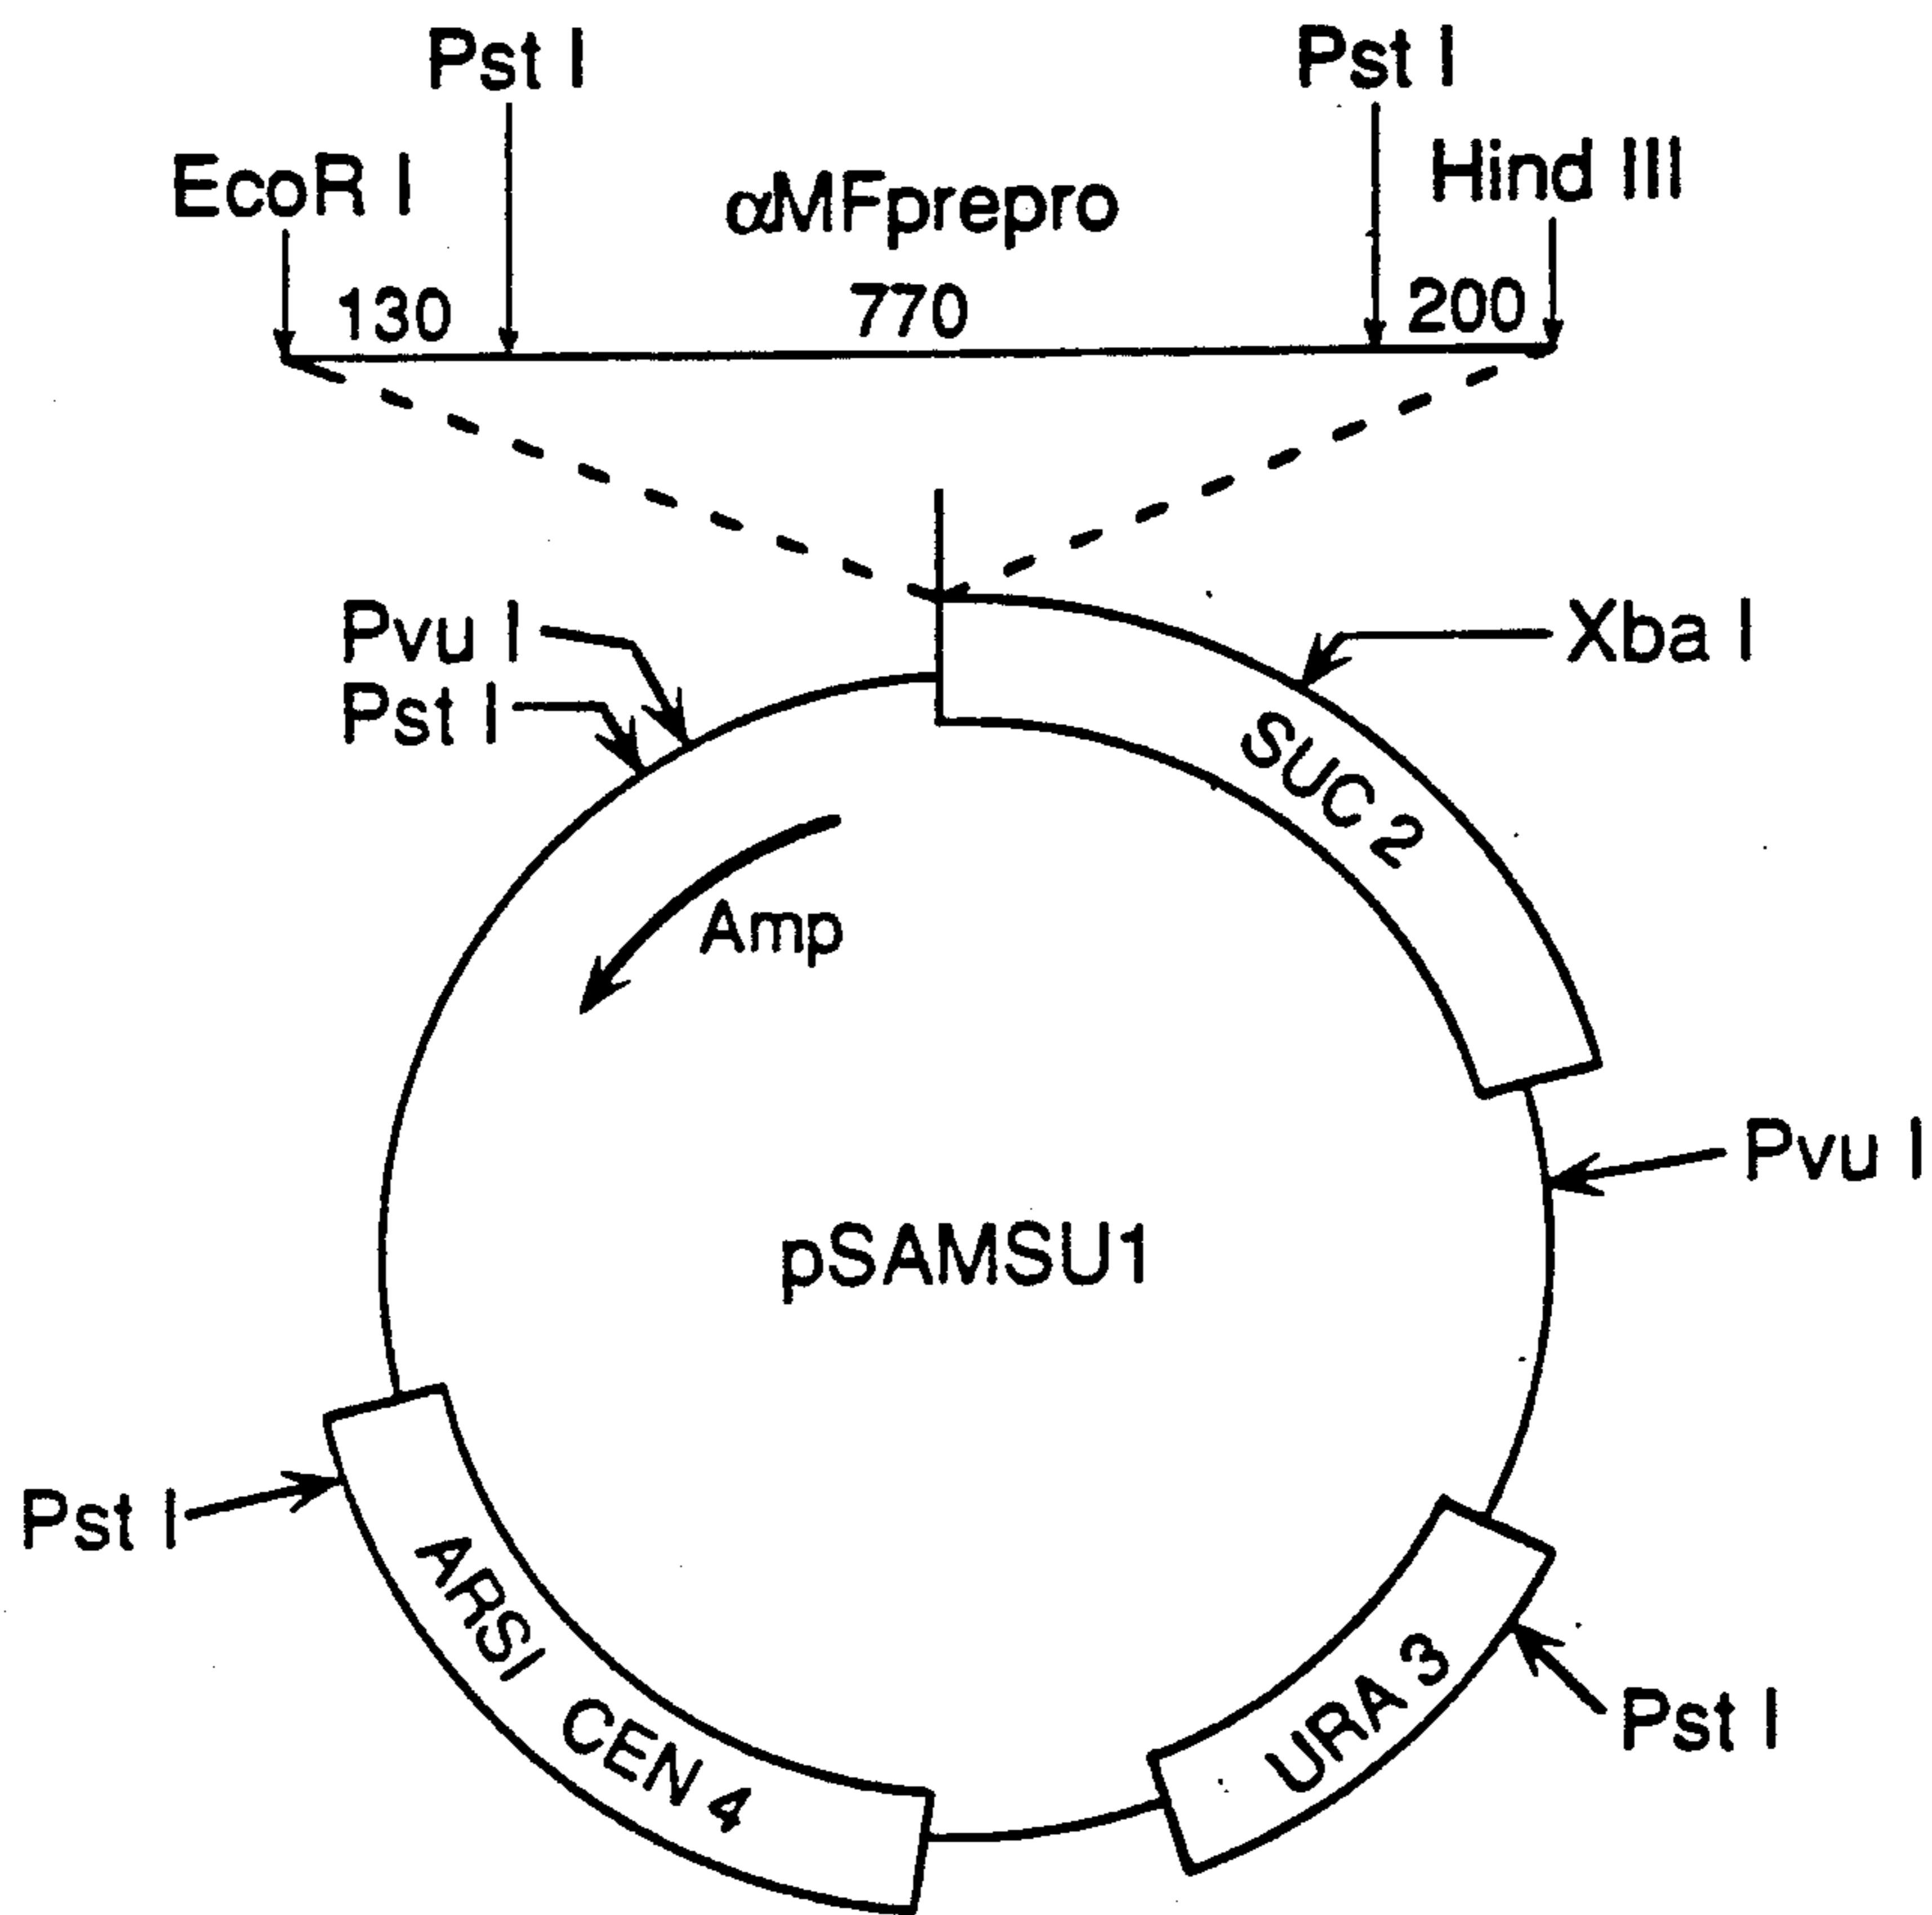 Pst I
Pst I
EcoR I
αMFprepro
Hind III
130
770
200
Pvu I
Xba I
Pst I
SUC 2
Amp
Pvu I
pSAMSU1
Pst I
ARSI CEN 4
URA 3
Pst I